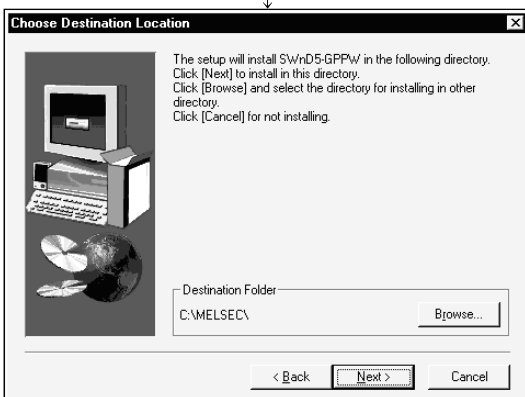 Choose Destination Location
The setup will install SWnD5-GPPW in the following directory.
Click [Next] to install in this directory.
Click [Browse] and select the directory for installing in other
directory.
Click [Cancel] for not installing.
Destination Folder
C:\MELSEC\
Browse...
< Back
Next >
Cancel